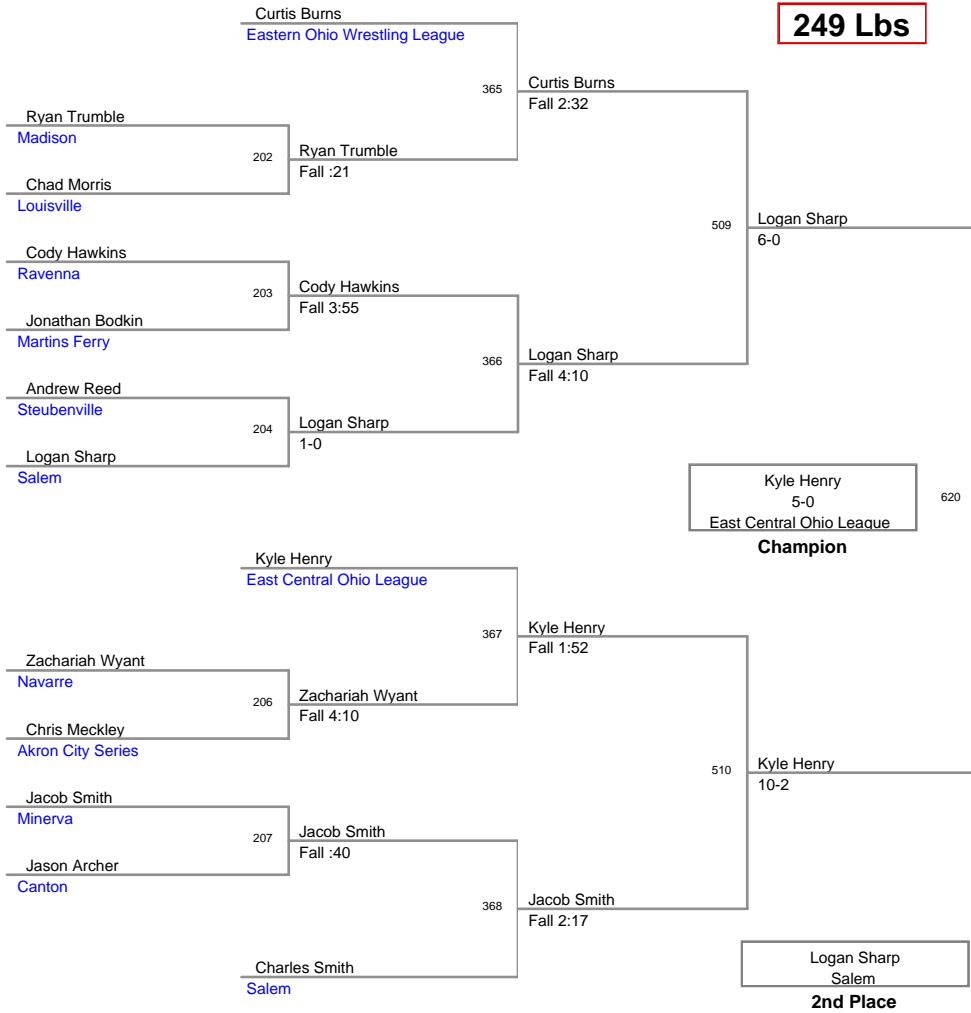 Curtis Burns
249 Lbs
Eastern Ohio Wrestling League
365
Curtis Burns
Fall 2:32
Ryan Trumble
Madison
202
Ryan Trumble
Fall :21
Chad Morris
Louisville
509
Logan Sharp
6-0
Cody Hawkins
Ravenna
203
Cody Hawkins
Fall 3:55
Jonathan Bodkin
Martins Ferry
366
Logan Sharp
Fall 4:10
Andrew Reed
Steubenville
204
Logan Sharp
1-0
Logan Sharp
Salem
Kyle Henry
5-0
East Central Ohio League
620
Champion
Kyle Henry
East Central Ohio League
367
Kyle Henry
Fall 1:52
Zachariah Wyant
Navarre
206
Zachariah Wyant
Fall 4:10
Chris Meckley
Akron City Series
510
Kyle Henry
10-2
Jacob Smith
Minerva
207
Jacob Smith
Fall :40
Jason Archer
Canton
368
Jacob Smith
Fall 2:17
Charles Smith
Salem
Logan Sharp
Salem
2nd Place